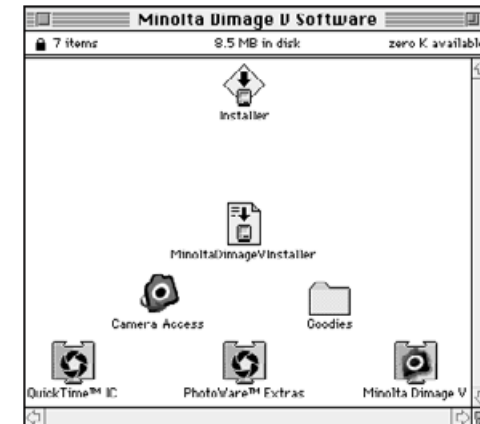 Minolta Dimage V Software
7 items 8.5 MB in disk zero K available
Installer
MinoltaDimageVInstaller
Camera Access Goodies
QuickTime™ IC PhotoWare™ Extras Minolta Dimage V